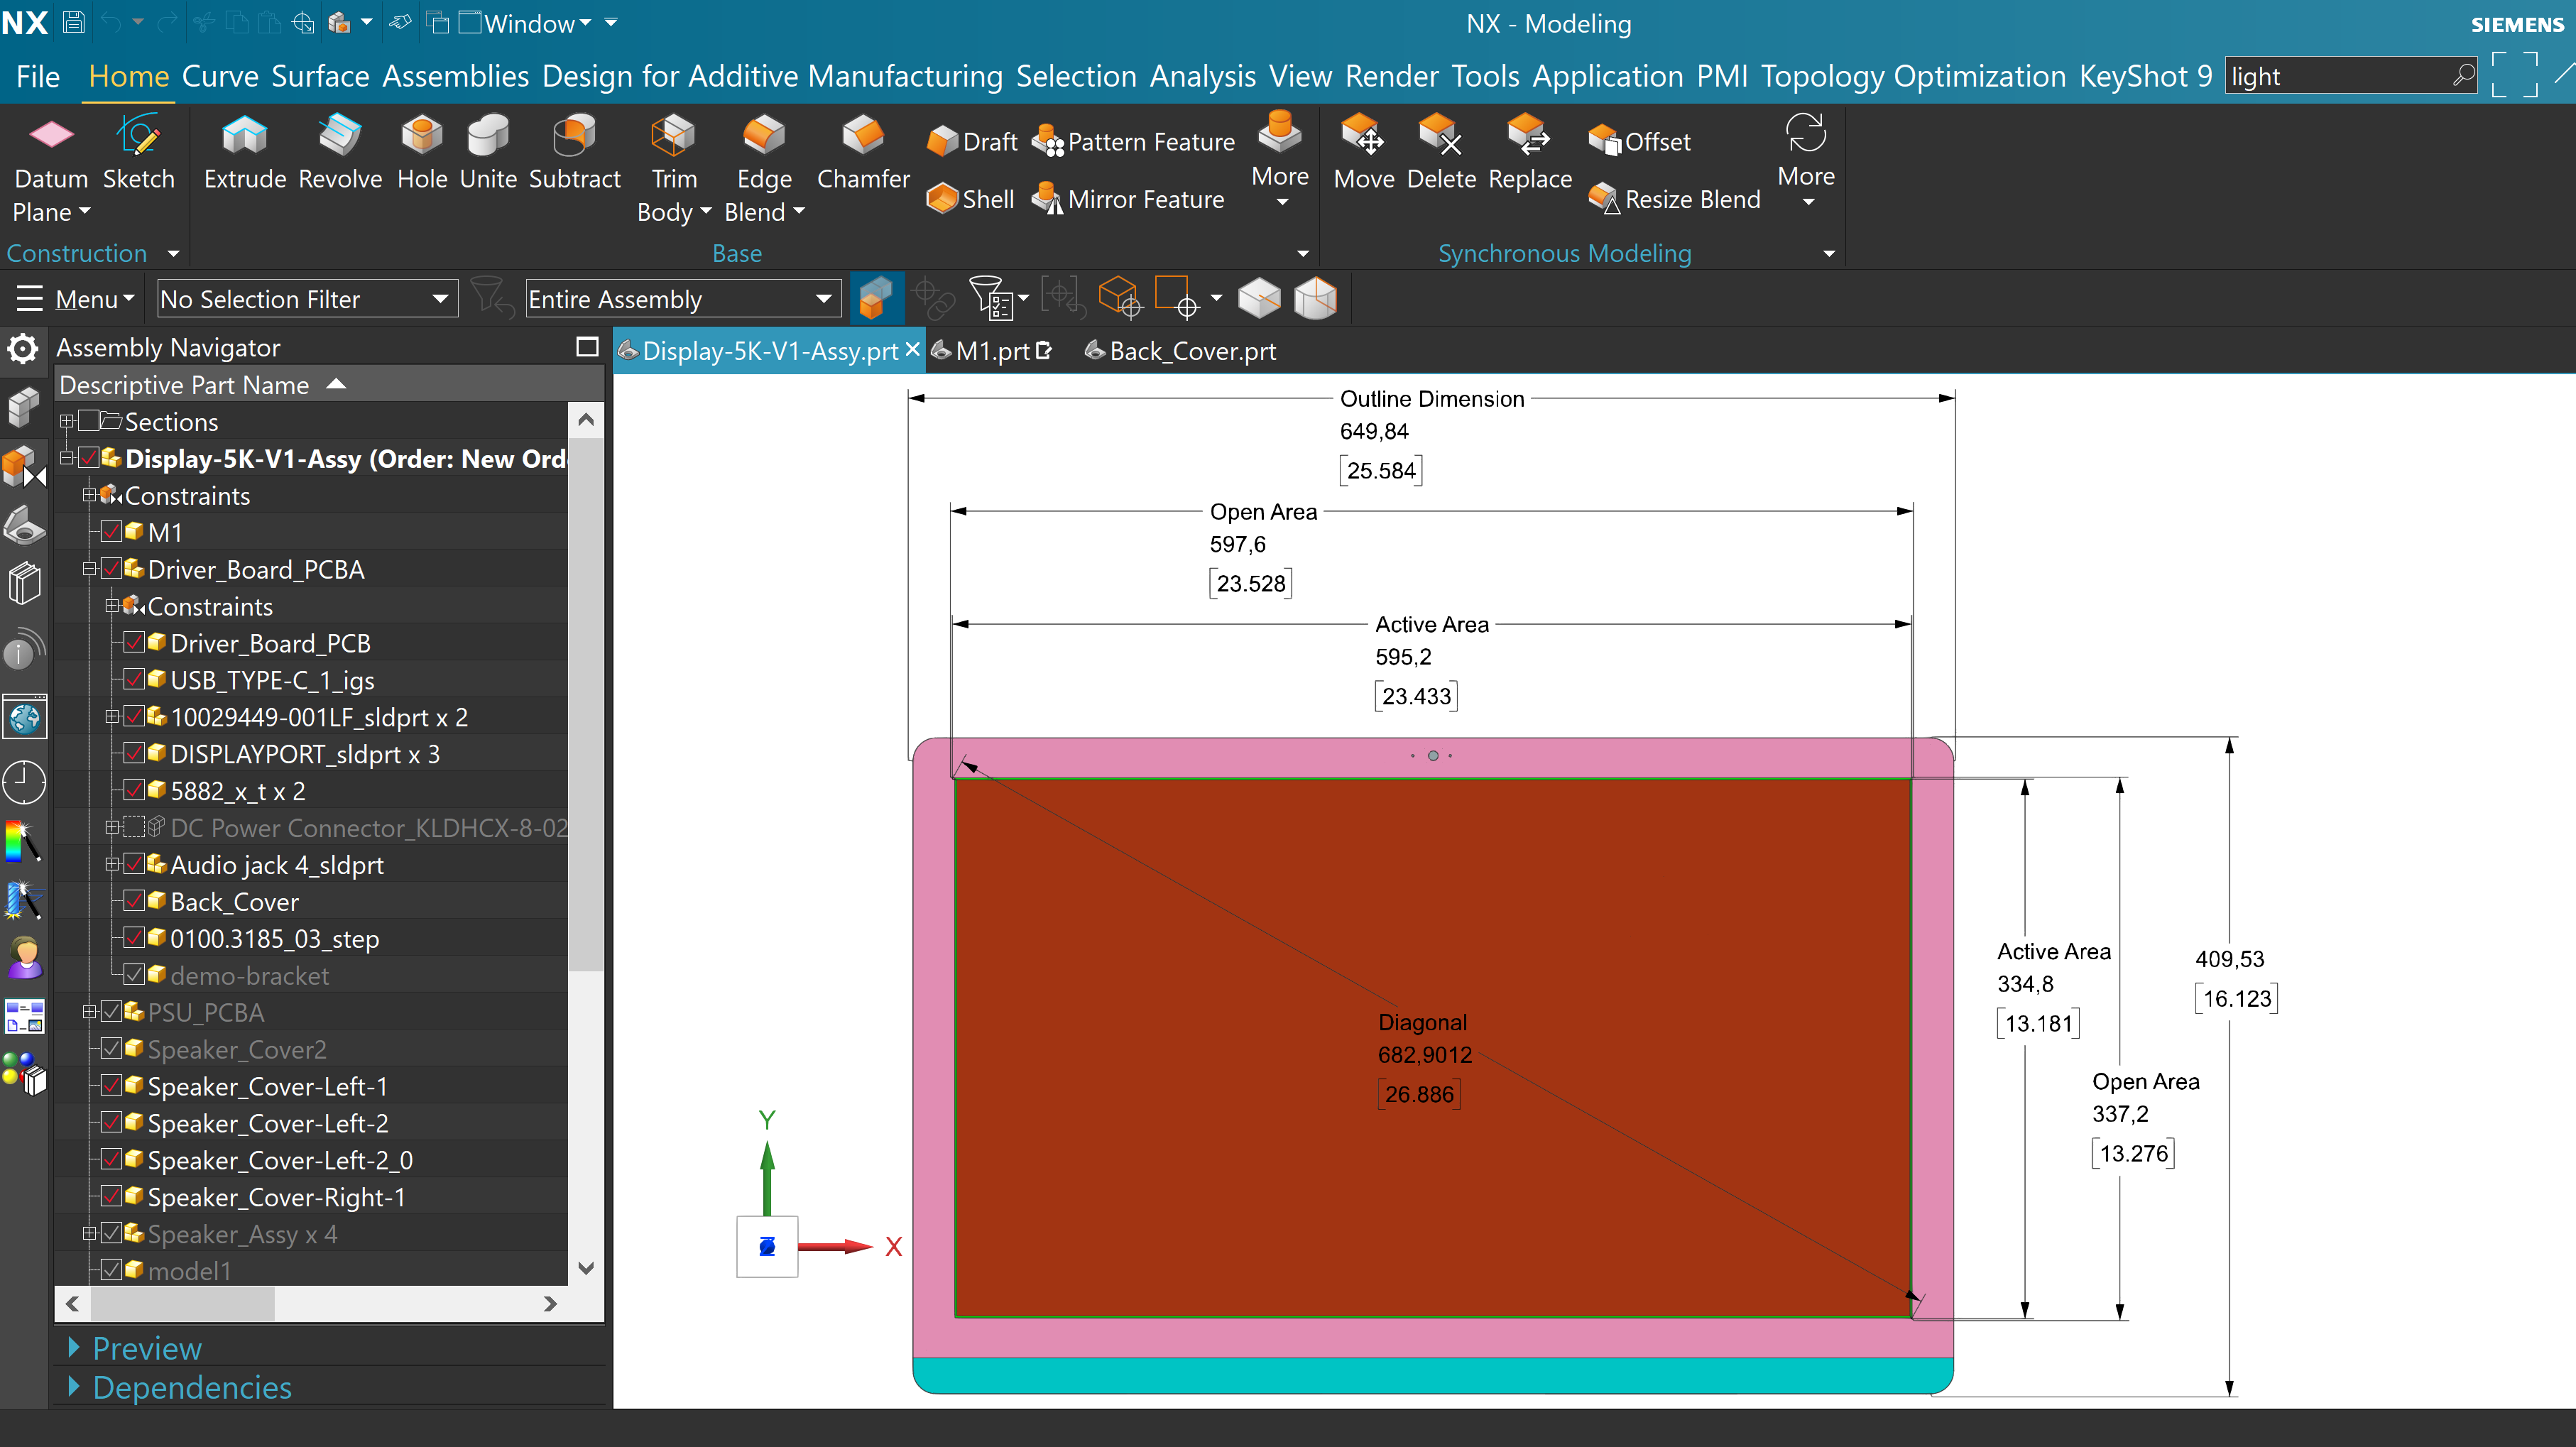 NX
Window
NX - Modeling
SIEMENS
File Home Curve Surface Assemblies Design for Additive Manufacturing Selection Analysis View Render Tools Application PMI Topology Optimization KeyShot 9 light
Datum Plane
Sketch
Extrude
Revolve
Hole
Unite
Subtract
Trim Body
Edge Blend
Chamfer
Draft
Shell
Pattern Feature
Mirror Feature
More
Move
Delete
Replace
Offset
Resize Blend
More
Construction
Base
Synchronous Modeling
Menu
No Selection Filter
Entire Assembly
Assembly Navigator
Descriptive Part Name
Sections
Display-5K-V1-Assy (Order: New Ord
Constraints
M1
Driver_Board_PCBA
Constraints
Driver_Board_PCB
USB_TYPE-C_1_igs
10029449-001LF_sldprt x 2
DISPLAYPORT_sldprt x 3
5882_x_t x 2
DC Power Connector_KLDHCX-8-02
Audio jack 4_sldprt
Back_Cover
0100.3185_03_step
demo-bracket
PSU_PCBA
Speaker_Cover2
Speaker_Cover-Left-1
Speaker_Cover-Left-2
Speaker_Cover-Left-2_0
Speaker_Cover-Right-1
Speaker_Assy x 4
model1
Preview
Dependencies
Display-5K-V1-Assy.prt
M1.prt
Back_Cover.prt
Outline Dimension
649,84
[25.584]
Open Area
597,6
[23.528]
Active Area
595,2
[23.433]
Diagonal
682,9012
[26.886]
Active Area
334,8
[13.181]
Open Area
337,2
[13.276]
409,53
[16.123]
Y
Z
X